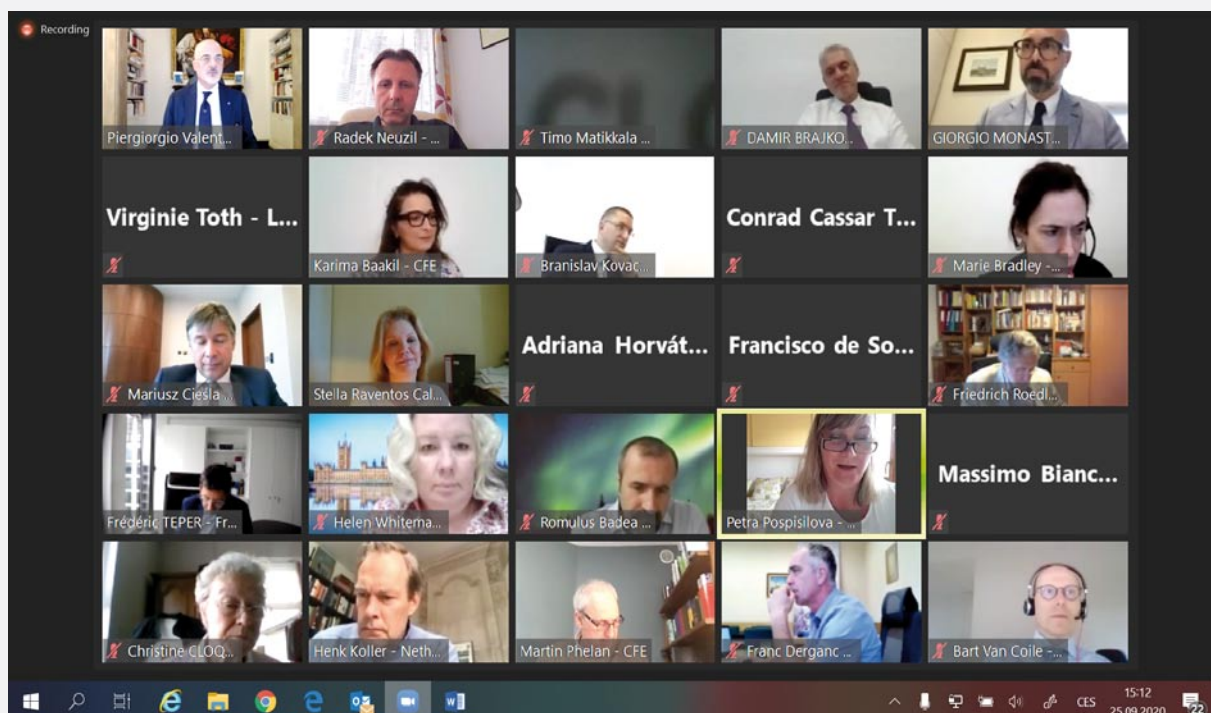 Recording
Piergiorgio Valent...
Radek Neuzil - ...
Timo Matikkala ...
DAMIR BRAJKO...
GIORGIO MONAST...
Virginie Toth - L...
Karima Baakil - CFE
Branislav Kovac...
Conrad Cassar T...
Marie Bradley -...
Mariusz Cieśla ...
Stella Raventos Cal...
Adriana Horvát...
Francisco de So...
Friedrich Roedl...
Frédéric TEPER - Fr...
Helen Whitema...
Romulus Badea ...
Petra Pospisilova - ...
Massimo Bianc...
Christine CLOQ...
Henk Koller - Neth...
Martin Phelan - CFE
Franc Derganc ...
Bart Van Coile -...
CES
15:12
25.09.2020
22